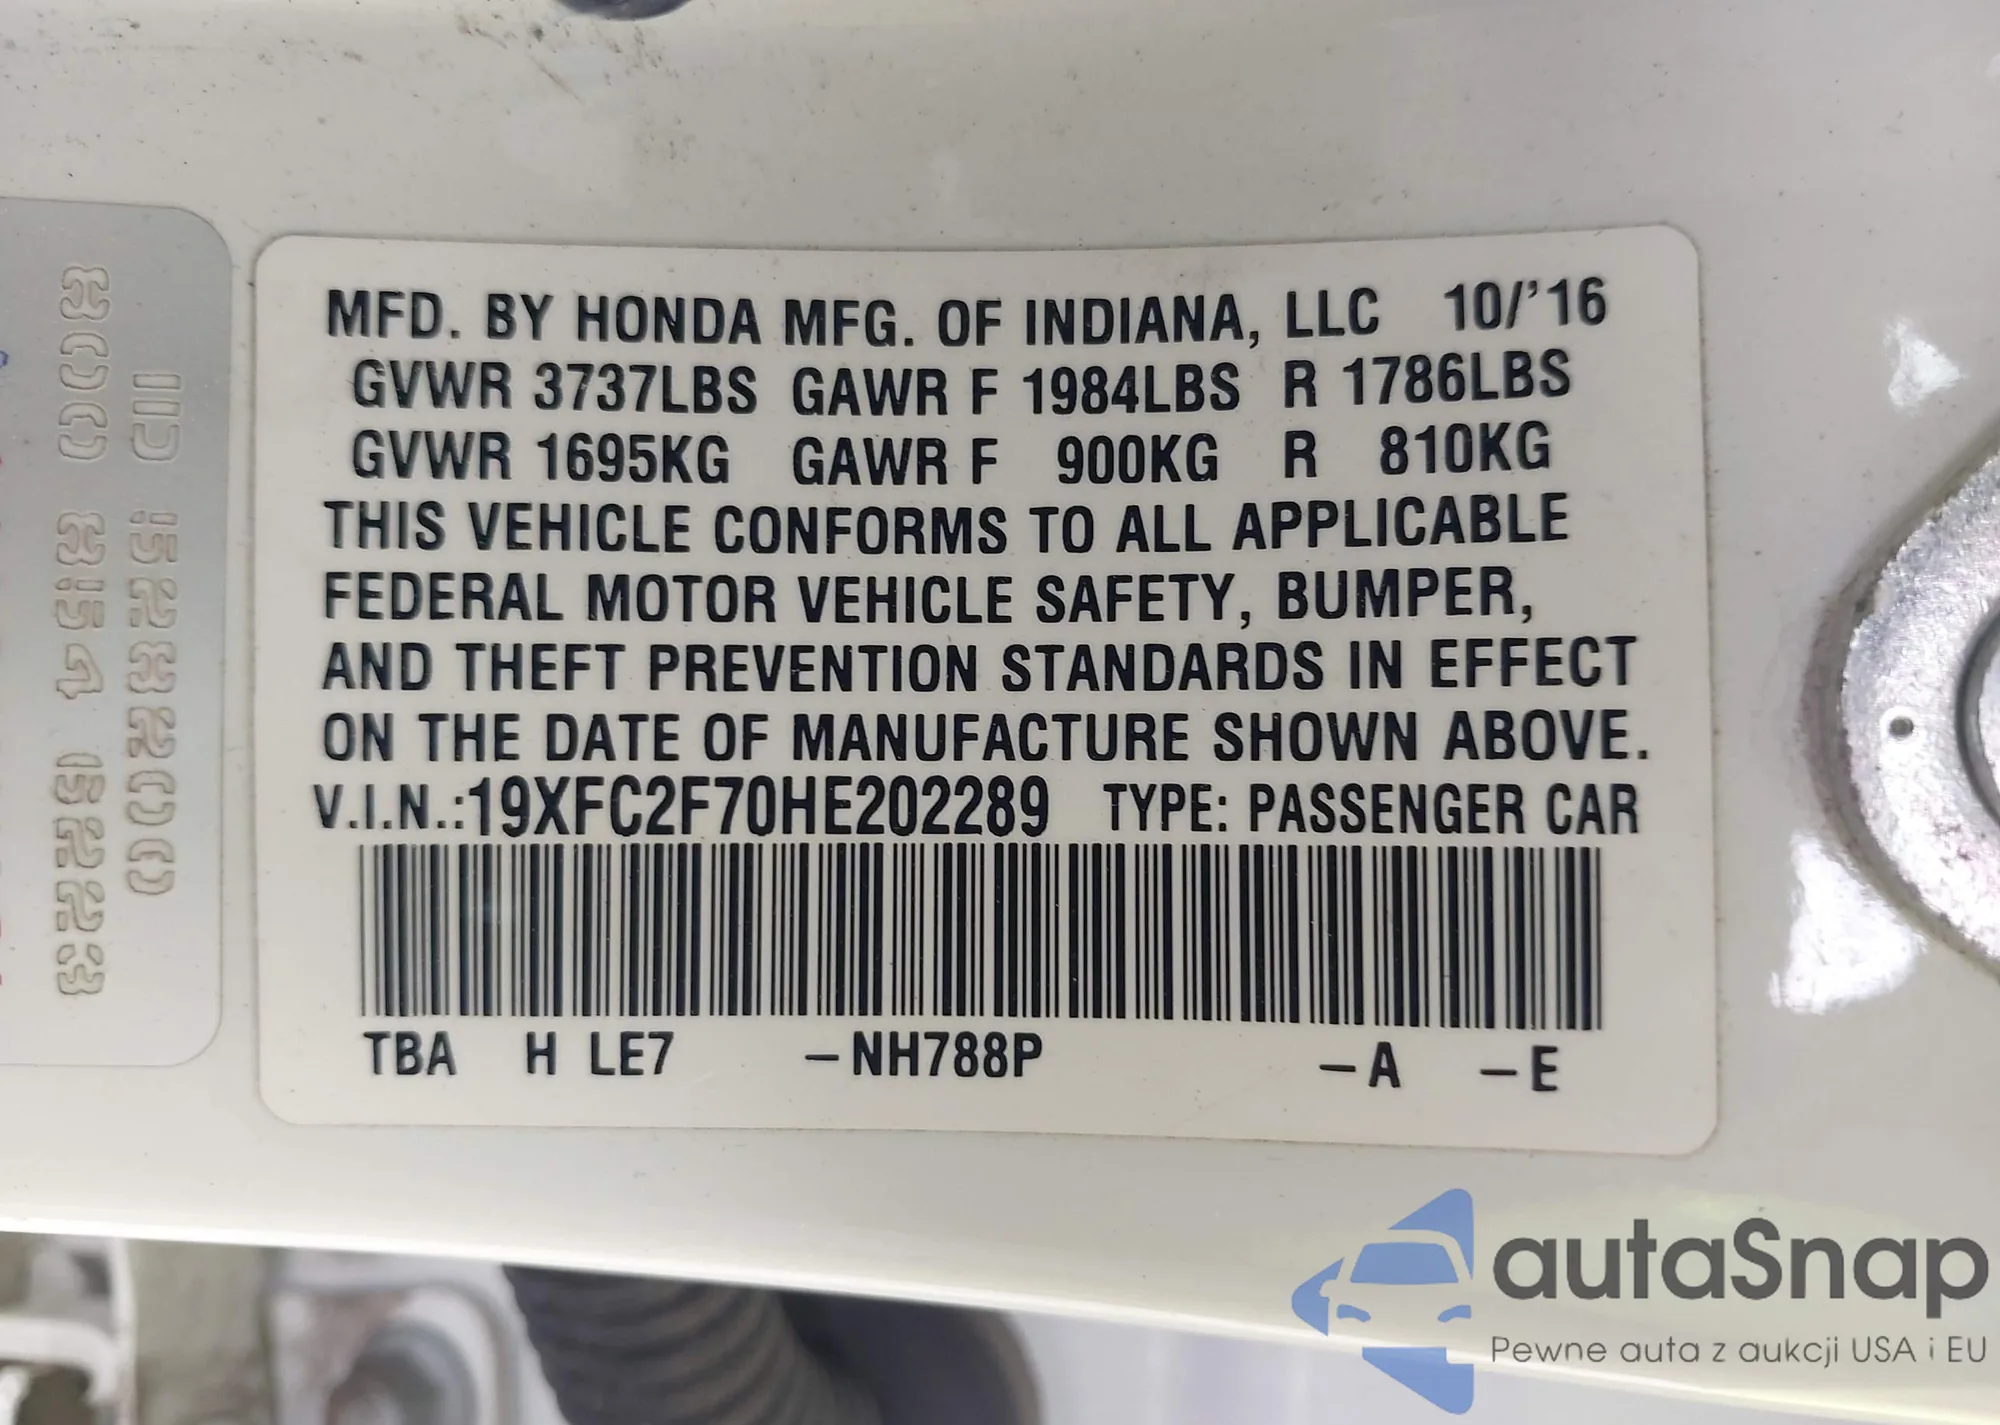 MFD. BY HONDA MFG. OF INDIANA, LLC 10/'16
GVWR 3737LBS GAWR F 1984LBS R 1786LBS
GVWR 1695KG GAWR F 900KG R 810KG
THIS VEHICLE CONFORMS TO ALL APPLICABLE
FEDERAL MOTOR VEHICLE SAFETY, BUMPER,
AND THEFT PREVENTION STANDARDS IN EFFECT
ON THE DATE OF MANUFACTURE SHOWN ABOVE.
V.I.N.:19XFC2F70HE202289 TYPE: PASSENGER CAR
TBA H LE7 –NH788P –A –E
autaSnap
Pewne auta z aukcji USA i EU